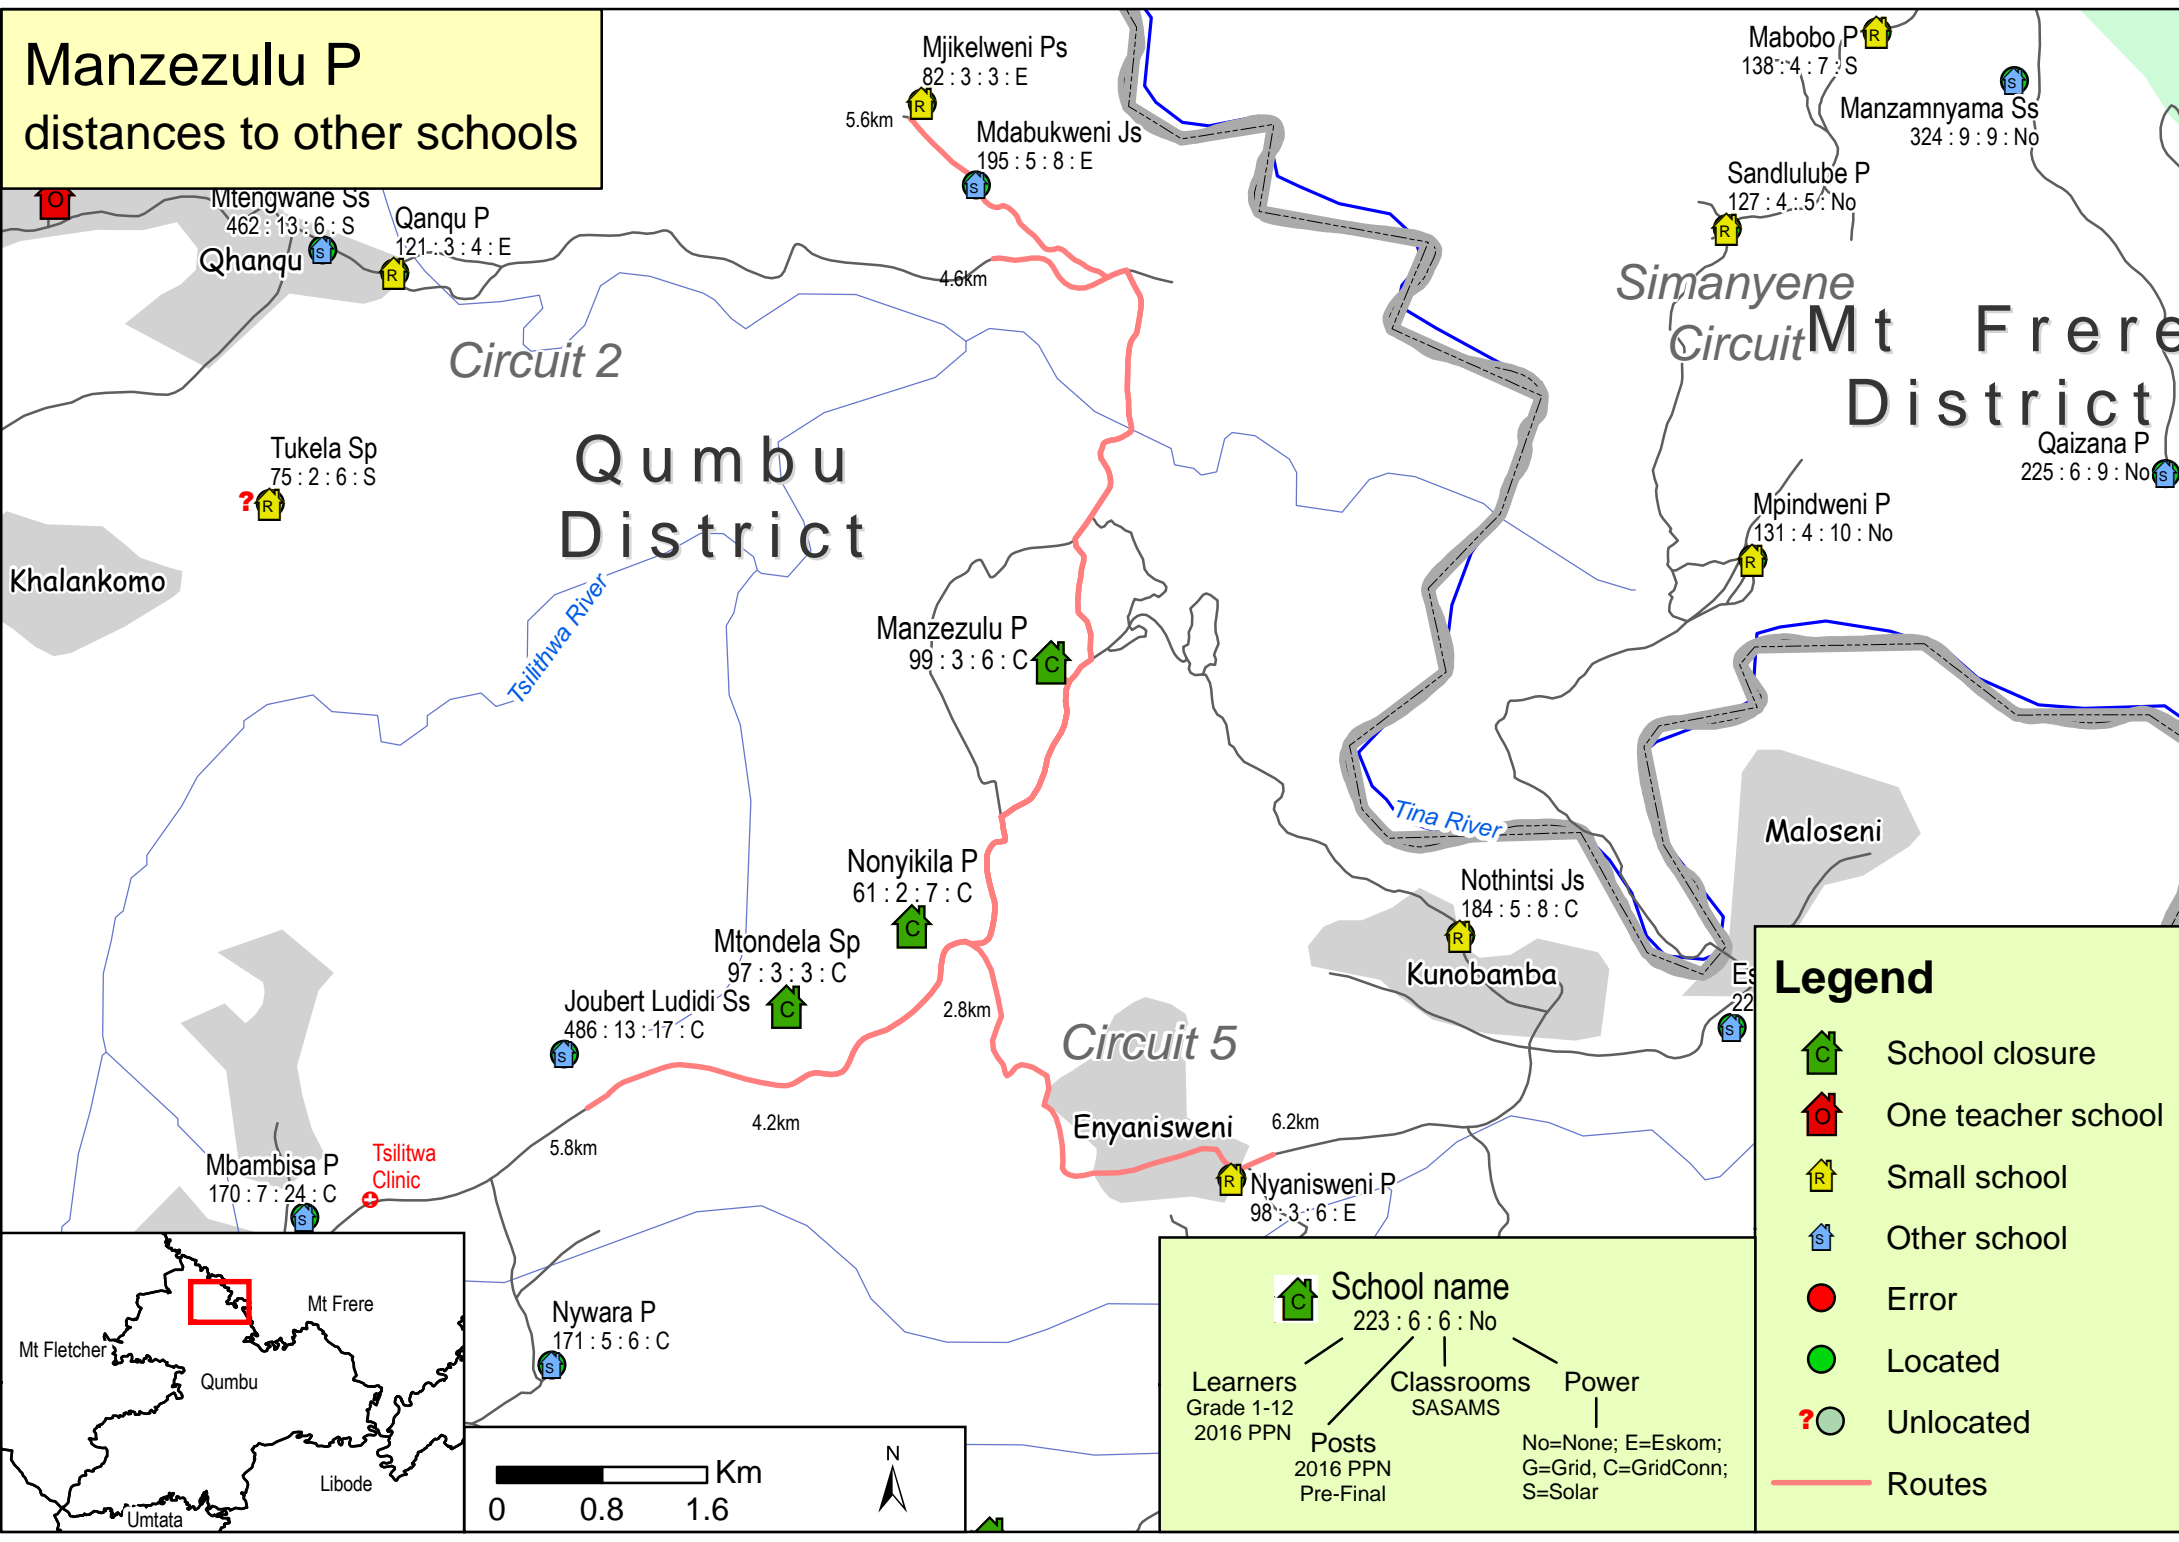 Manzezulu P
distances to other schools
Mjikelweni Ps
82 : 3 : 3 : E
5.6km
Mdabukweni Js
195 : 5 : 8 : E
Mabobo P
138 : 4 : 7 : S
R
R
S
S
Manzamnyama Ss
324 : 9 : 9 : No
Sandlulube P
127 : 4 : 5 : No
R
O
Mtengwane Ss
462 : 13 : 6 : S
Qanqu P
121 : 3 : 4 : E
Qhanqu
S
R
4.6km
Simanyene
Circuit
Mt Frere
District
Circuit 2
Qumbu
District
Tukela Sp
75 : 2 : 6 : S
?
R
Qaizana P
225 : 6 : 9 : No
S
Mpindweni P
131 : 4 : 10 : No
R
Khalankomo
Tsilithwa River
Manzezulu P
99 : 3 : 6 : C
C
Tina River
Maloseni
Nonyikila P
61 : 2 : 7 : C
C
Nothintsi Js
184 : 5 : 8 : C
R
Kunobamba
Mtondela Sp
97 : 3 : 3 : C
C
Joubert Ludidi Ss
486 : 13 : 17 : C
S
2.8km
Circuit 5
Es
22
S
4.2km
5.8km
Enyanisweni
6.2km
Mbambisa P
170 : 7 : 24 : C
S
Tsilitwa
Clinic
R
Nyanisweni P
98 : 3 : 6 : E
Nywara P
171 : 5 : 6 : C
S
Mt Frere
Mt Fletcher
Qumbu
Libode
Umtata
Km
0 0.8 1.6
N
C
School name
223 : 6 : 6 : No
Learners
Grade 1-12
2016 PPN
Posts
2016 PPN
Pre-Final
Classrooms
SASAMS
Power
No=None; E=Eskom;
G=Grid, C=GridConn;
S=Solar
Legend
C School closure
O One teacher school
R Small school
S Other school
Error
Located
? Unlocated
Routes